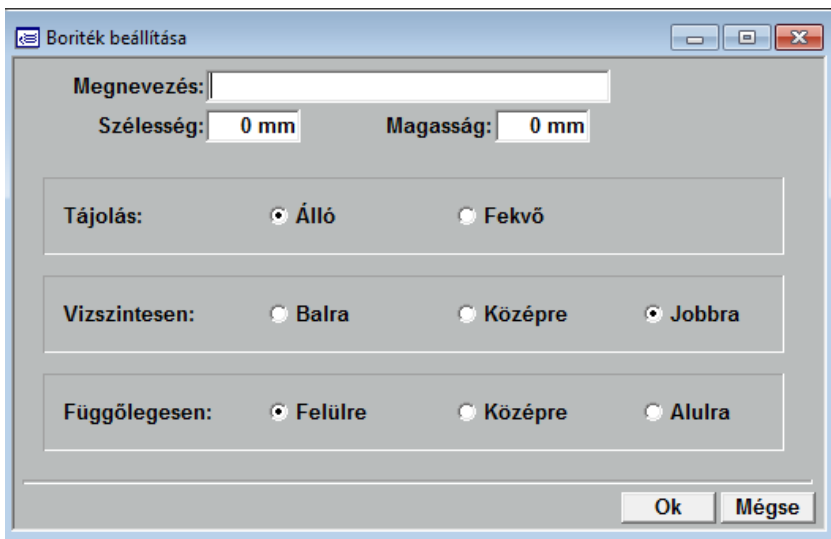 Boriték beállítása
Megnevezés:
Szélesség: 0 mm Magasság: 0 mm
Tájolás: Álló Fekvő
Vizszintesen: Balra Középre Jobbra
Függőlegesen: Felülre Középre Alulra
Ok Mégse